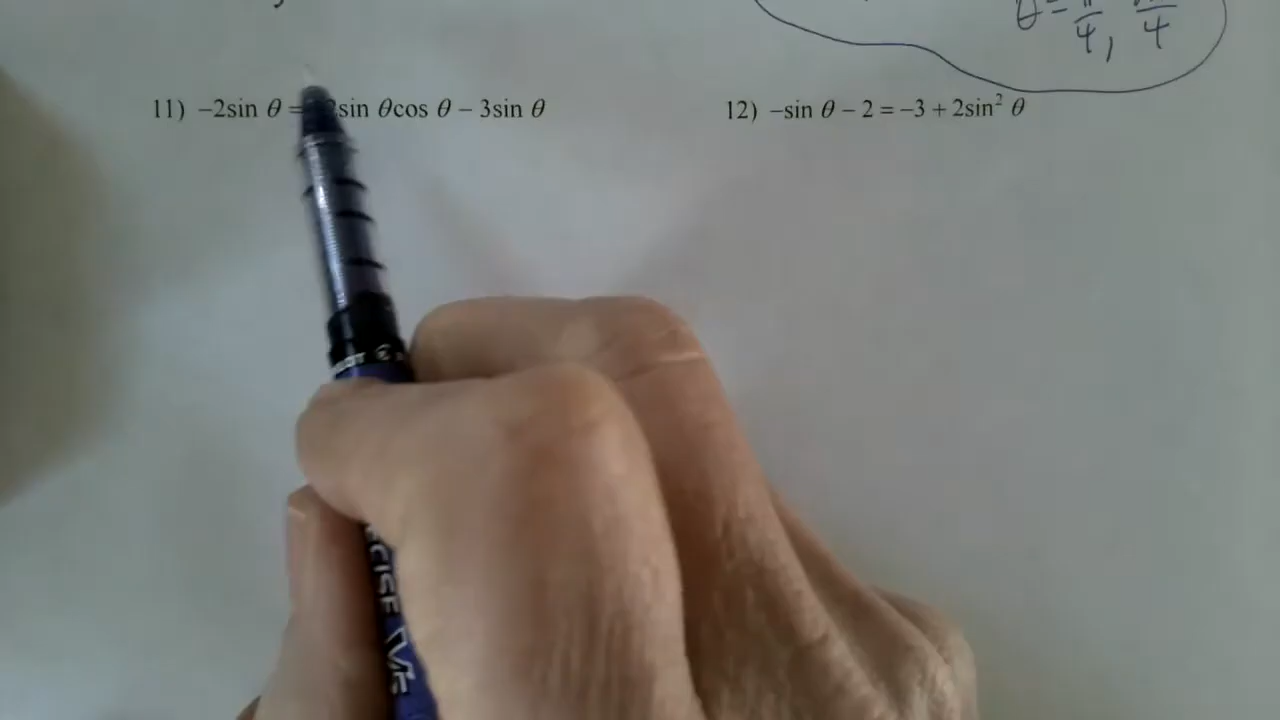 θ = π/4,   /4
11) −2sin θ = sin θcos θ − 3sin θ
12) −sin θ − 2 = −3 + 2sin² θ